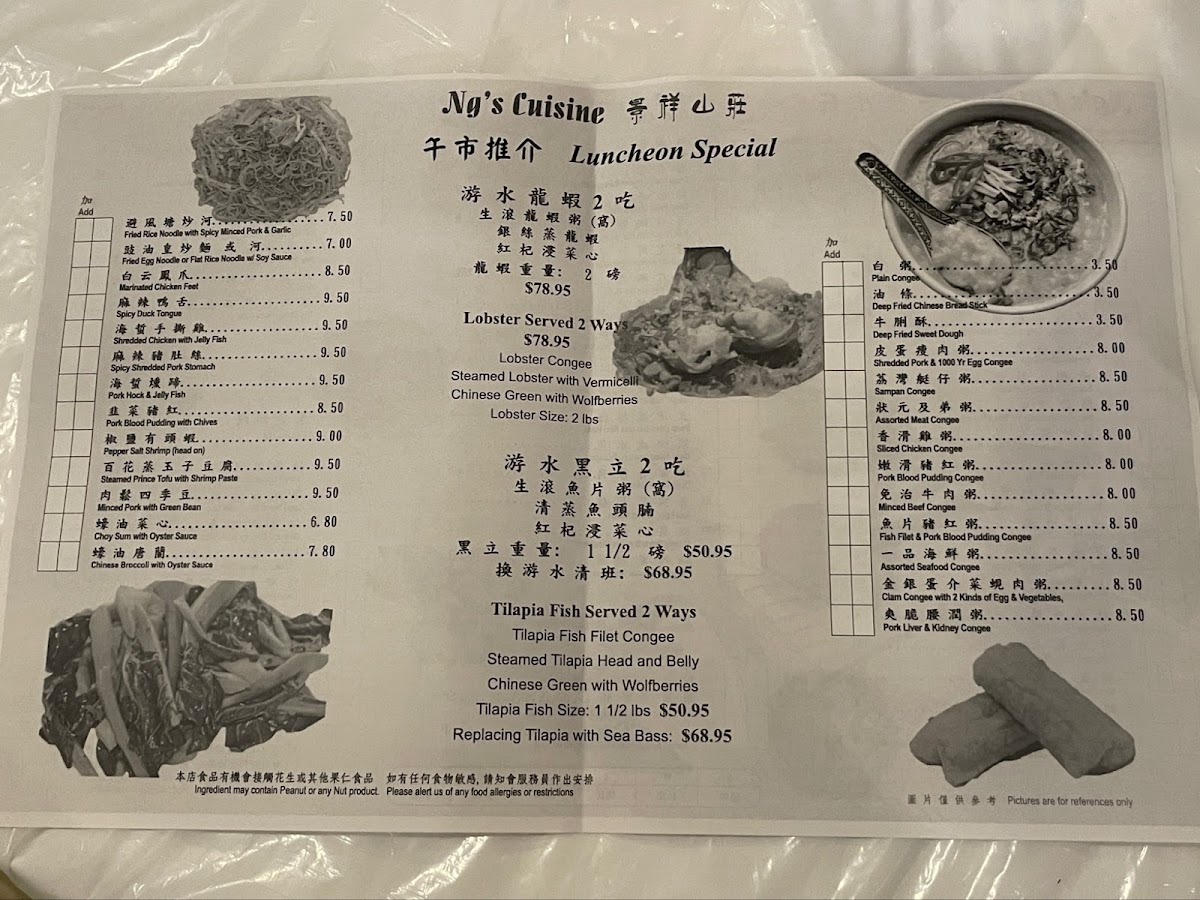 Ng's Cuisine 景祥山莊
午市推介 Luncheon Special
加
Add
避風塘炒河..................7.50
Fried Rice Noodle with Spicy Minced Pork & Garlic
豉油皇炒麵 或 河............7.00
Fried Egg Noodle or Flat Rice Noodle w/ Soy Sauce
白云鳳爪..................8.50
Marinated Chicken Feet
麻辣鴨舌..................9.50
Spicy Duck Tongue
海蜇手撕雞..................9.50
Shredded Chicken with Jelly Fish
麻辣豬肚絲..................9.50
Spicy Shredded Pork Stomach
海蜇燻蹄..................9.50
Pork Hock & Jelly Fish
韭菜豬紅..................8.50
Pork Blood Pudding with Chives
椒鹽有頭蝦..................9.00
Pepper Salt Shrimp (head on)
百花蒸玉子豆腐............9.50
Steamed Prince Tofu with Shrimp Paste
肉鬆四季豆..................9.50
Minced Pork with Green Bean
蠔油菜心..................6.80
Choy Sum with Oyster Sauce
蠔油唐蘭..................7.80
Chinese Broccoli with Oyster Sauce
游水龍蝦2吃
生滾龍蝦粥(窩)
銀絲蒸龍蝦
紅杞浸菜心
龍蝦重量: 2 磅
$78.95
Lobster Served 2 Ways
$78.95
Lobster Congee
Steamed Lobster with Vermicelli
Chinese Green with Wolfberries
Lobster Size: 2 lbs
游水黑立2吃
生滾魚片粥(窩)
清蒸魚頭腩
紅杞浸菜心
黑立重量: 1 1/2 磅 $50.95
換游水清班: $68.95
Tilapia Fish Served 2 Ways
Tilapia Fish Filet Congee
Steamed Tilapia Head and Belly
Chinese Green with Wolfberries
Tilapia Fish Size: 1 1/2 lbs $50.95
Replacing Tilapia with Sea Bass: $68.95
加
Add
白粥..................3.50
Plain Congee
油條..................3.50
Deep Fried Chinese Bread Stick
牛脷酥..................3.50
Deep Fried Sweet Dough
皮蛋瘦肉粥..................8.00
Shredded Pork & 1000 Yr Egg Congee
荔灣艇仔粥..................8.50
Sampan Congee
狀元及弟粥..................8.50
Assorted Meat Congee
香滑雞粥..................8.00
Sliced Chicken Congee
嫩滑豬紅粥..................8.00
Pork Blood Pudding Congee
免治牛肉粥..................8.00
Minced Beef Congee
魚片豬紅粥..................8.50
Fish Filet & Pork Blood Pudding Congee
一品海鮮粥..................8.50
Assorted Seafood Congee
金銀蛋介菜蜆肉粥.........8.50
Clam Congee with 2 Kinds of Egg & Vegetables,
爽脆腰潤粥..................8.50
Pork Liver & Kidney Congee
本店食品有機會接觸花生或其他果仁食品 如有任何食物敏感,請知會服務員作出安排
Ingredient may contain Peanut or any Nut product. Please alert us of any food allergies or restrictions
圖片僅供參考 Pictures are for references only